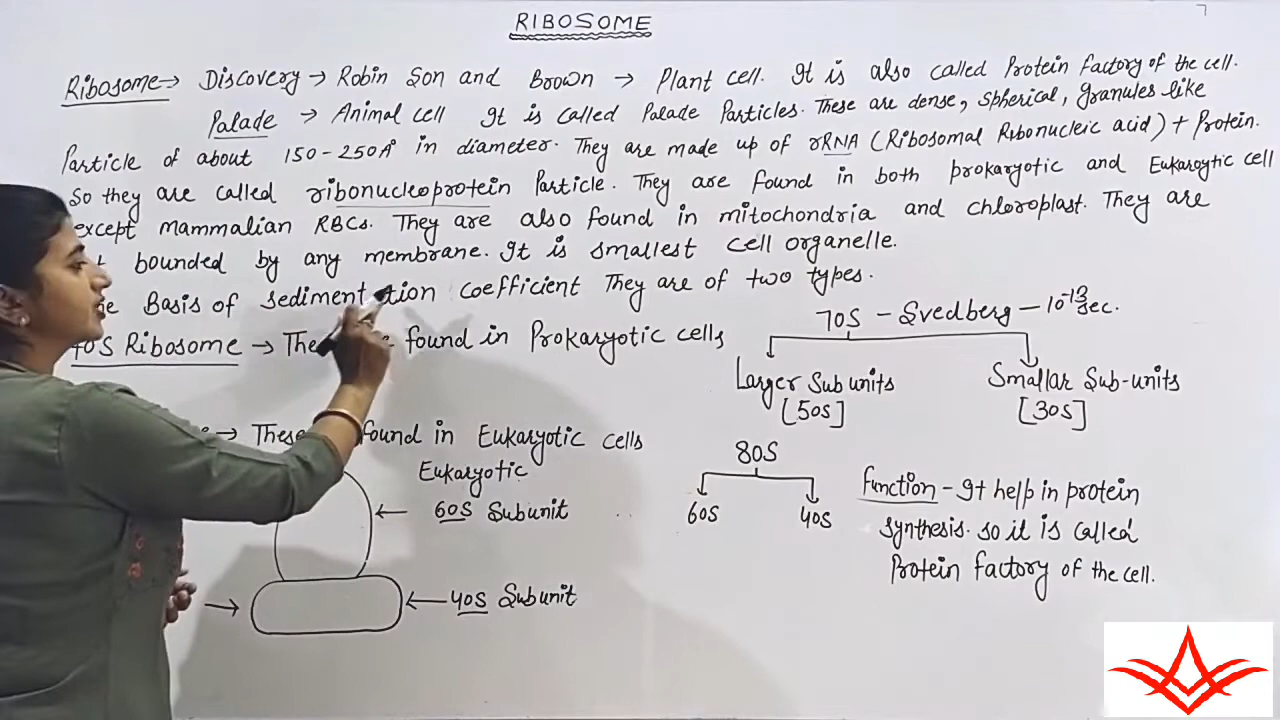 RIBOSOME
Ribosome → Discovery → Robin Son and Brown → Plant cell. It is also called Protein factory of the cell.
Palade → Animal cell It is called Palade Particles. These are dense, Spherical, granules like
Particle of about 150-250A° in diameter. They are made up of rRNA (Ribosomal Ribonucleic acid) + Protein.
So they are called ribonucleoprotein Particle. They are found in both prokaryotic and Eukaryotic cell
except mammalian RBCs. They are also found in mitochondria and chloroplast. They are
bounded by any membrane. It is smallest cell organelle.
Basis of sedimentation coefficient They are of two types.
70S - Svedberg - 10⁻¹³ sec.
70S Ribosome → found in Prokaryotic cells
Larger Sub units Smallar Sub-units
[50S] [30S]
→ These found in Eukaryotic cells
Eukaryotic
80S
60S 40S
60S Subunit
40S Subunit
Function - It help in protein
synthesis. so it is called
Protein factory of the cell.